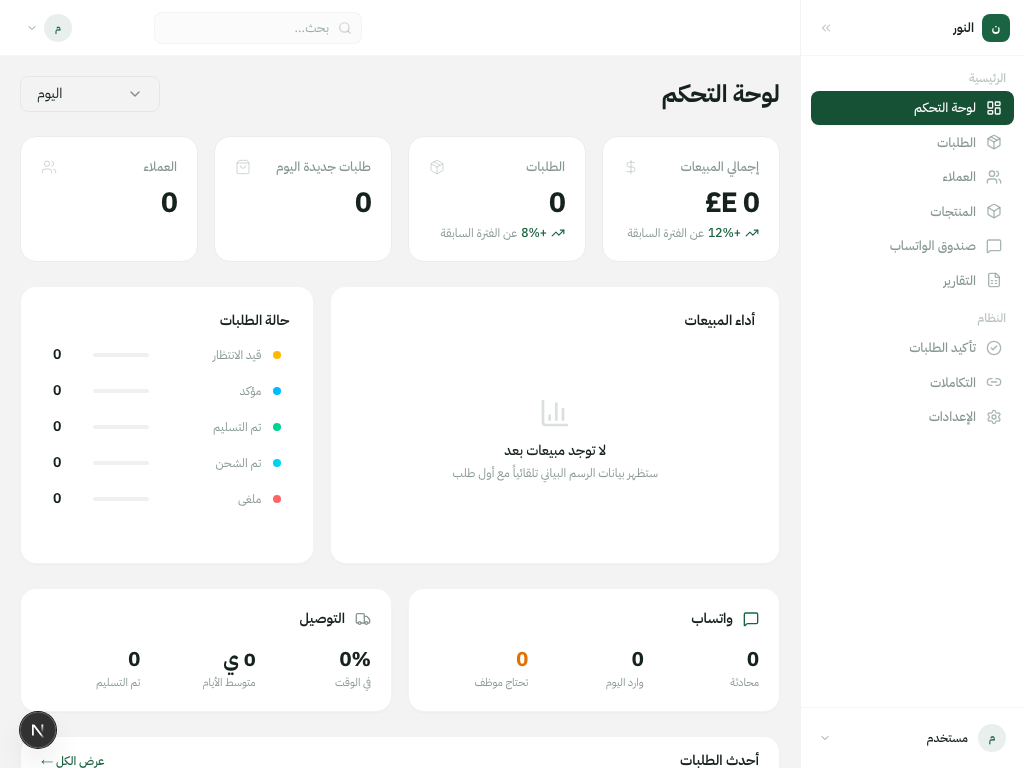 ن
النور
الرئيسية
لوحة التحكم
الطلبات
العملاء
المنتجات
صندوق الواتساب
التقارير
النظام
تأكيد الطلبات
التكاملات
الإعدادات
م
مستخدم
بحث...
م
لوحة التحكم
اليوم
إجمالي المبيعات
£E 0
+12% عن الفترة السابقة
الطلبات
0
+8% عن الفترة السابقة
طلبات جديدة اليوم
0
العملاء
0
أداء المبيعات
لا توجد مبيعات بعد
ستظهر بيانات الرسم البياني تلقائياً مع أول طلب
حالة الطلبات
قيد الانتظار 0
مؤكد 0
تم التسليم 0
تم الشحن 0
ملغى 0
واتساب
0
محادثة
0
وارد اليوم
0
تحتاج موظف
التوصيل
0%
في الوقت
0 ي
متوسط الأيام
0
تم التسليم
أحدث الطلبات
عرض الكل ←
N